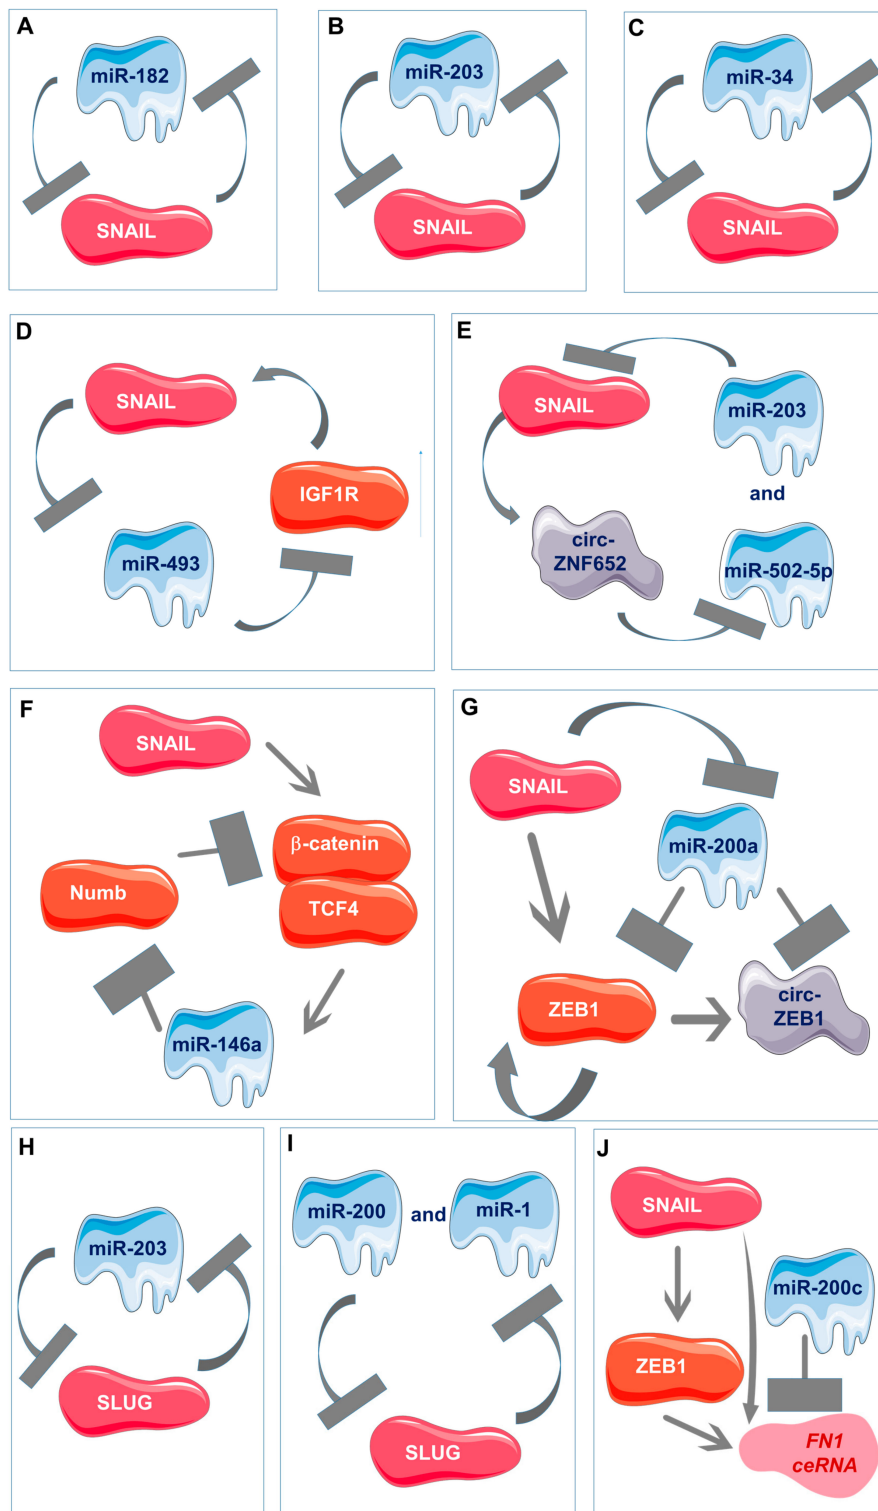 A
miR-182
SNAIL
B
miR-203
SNAIL
C
miR-34
SNAIL
D
SNAIL
IGF1R
miR-493
E
SNAIL
miR-203
and
circ-
ZNF652
miR-502-5p
F
SNAIL
β-catenin
Numb
TCF4
miR-146a
G
SNAIL
miR-200a
ZEB1
circ-
ZEB1
H
miR-203
SLUG
I
miR-200 and miR-1
SLUG
J
SNAIL
miR-200c
ZEB1
FN1
ceRNA